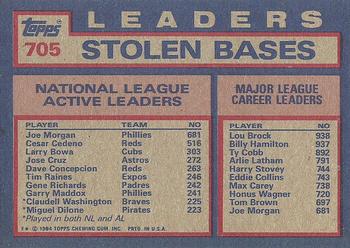 LEADERS
Topps
705
STOLEN BASES
NATIONAL LEAGUE
ACTIVE LEADERS
PLAYER TEAM NO
Joe Morgan Phillies 681
Cesar Cedeno Reds 516
Larry Bowa Cubs 303
Jose Cruz Astros 272
Dave Concepcion Reds 263
Tim Raines Expos 246
Gene Richards Padres 242
Garry Maddox Phillies 241
*Claudell Washington Braves 225
*Miguel Dilone Pirates 223
*Played in both NL and AL
MAJOR LEAGUE
CAREER LEADERS
PLAYER NO
Lou Brock 938
Billy Hamilton 937
Ty Cobb 892
Arlie Latham 791
Harry Stovey 744
Eddie Collins 743
Max Carey 738
Honus Wagner 720
Tom Brown 697
Joe Morgan 681
© 1984 TOPPS CHEWING GUM, INC. PRTD. IN U.S.A.